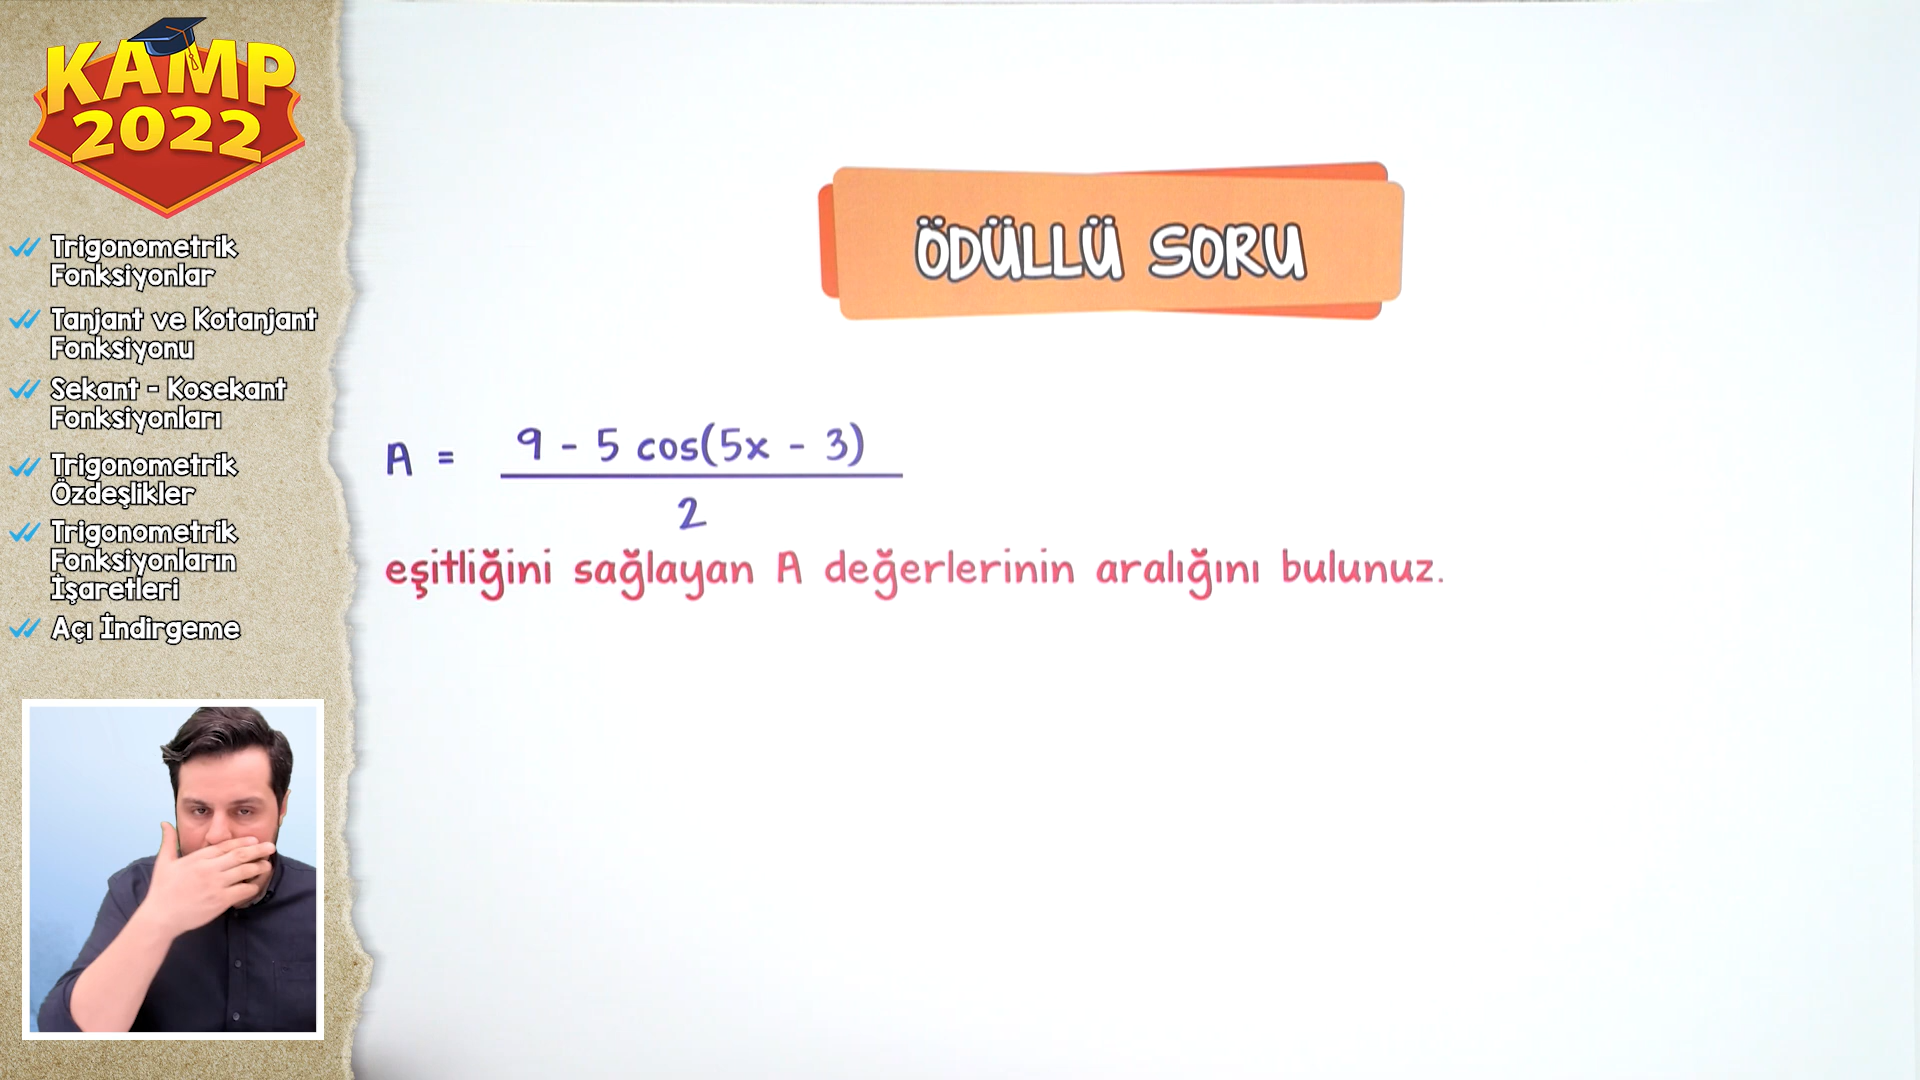 KAMP
2022
Trigonometrik
Fonksiyonlar
Tanjant ve Kotanjant
Fonksiyonu
Sekant - Kosekant
Fonksiyonları
Trigonometrik
Özdeşlikler
Trigonometrik
Fonksiyonların
İşaretleri
Açı İndirgeme
ÖDÜLLÜ SORU
A = 9 - 5 cos(5x - 3)
2
eşitliğini sağlayan A değerlerinin aralığını bulunuz.